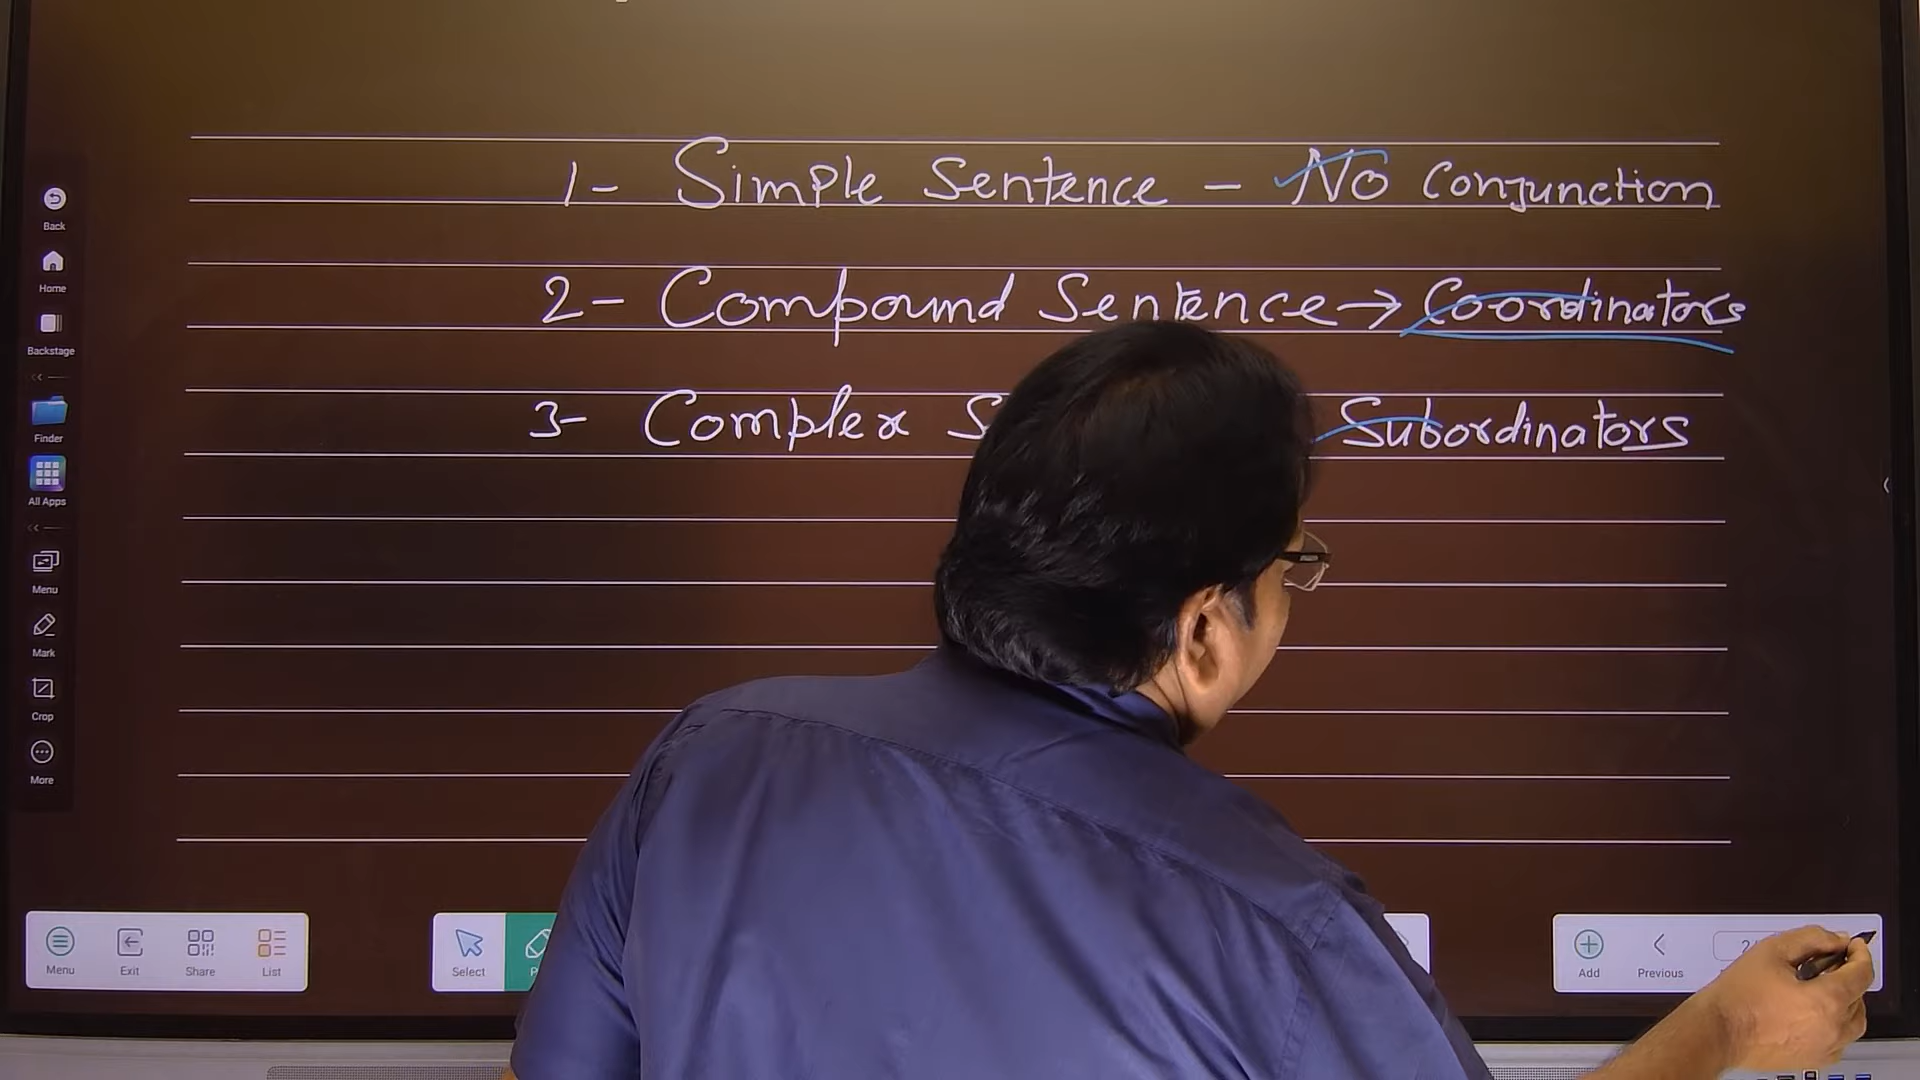 1- Simple Sentence - No Conjunction
2- Compound Sentence → Coordinators
3- Complex S Subordinators
Back
Home
Backstage
Finder
All Apps
Menu
Mark
Crop
More
Menu Exit Share List
Select
Add Previous